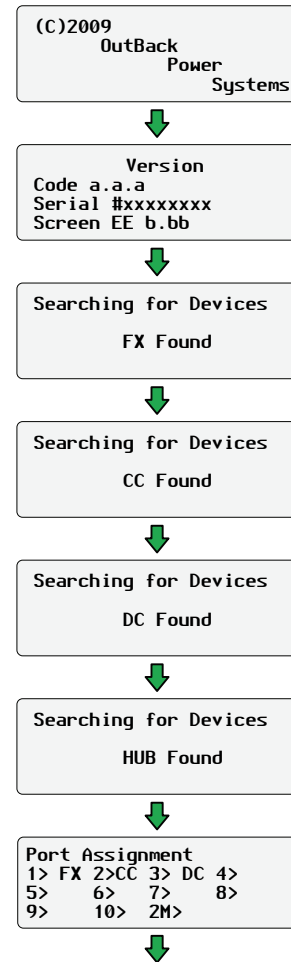 (C)2009
OutBack
Power
Systems
Version
Code a.a.a
Serial #xxxxxxxx
Screen EE b.bb
Searching for Devices
FX Found
Searching for Devices
CC Found
Searching for Devices
DC Found
Searching for Devices
HUB Found
Port Assignment
1> FX 2>CC 3> DC 4>
5> 6> 7> 8>
9> 10> 2M>